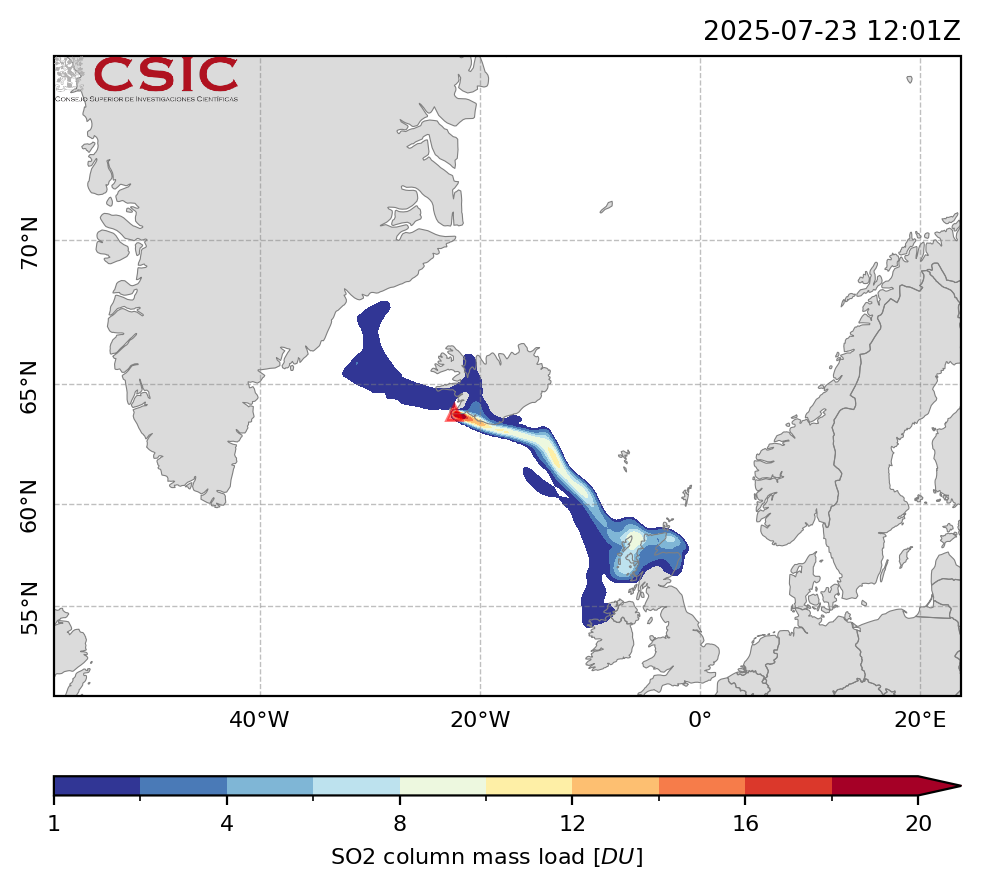 2025-07-23 12:01Z
CSIC
CONSEJO SUPERIOR DE INVESTIGACIONES CIENTÍFICAS
70°N
65°N
60°N
55°N
40°W 20°W 0° 20°E
1 4 8 12 16 20
SO2 column mass load [DU]